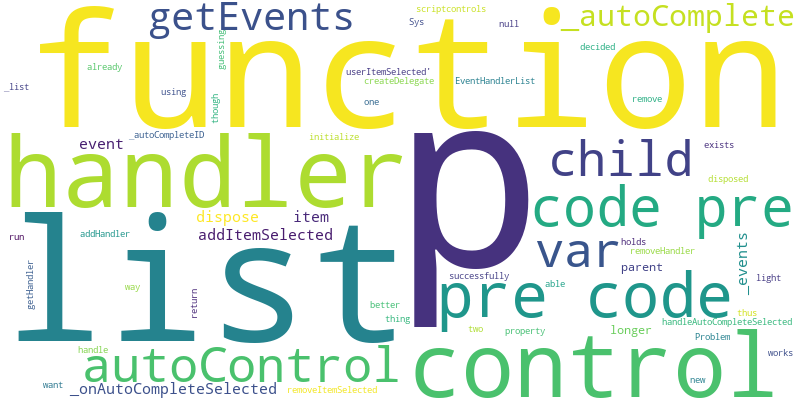 scriptcontrols
getEvents
_autoComplete
Sys
null
function
guessing
decided
already
userItemSelected'
createDelegate
EventHandlerList
_list
using
one
remove
though
_autoCompleteID
initialize
handler
event
p
child
exists
disposed
code pre
dispose
item
addItemSelected
var
holds
run
addHandler
list
removeHandler
_events
parent
getHandler
successfully
light
way
able
pre code
return
better
thing
thus
two
property
longer
handleAutoCompleteSelected
control
Problem
handle
autoControl
works
want
_onAutoCompleteSelected
removeItemSelected
new